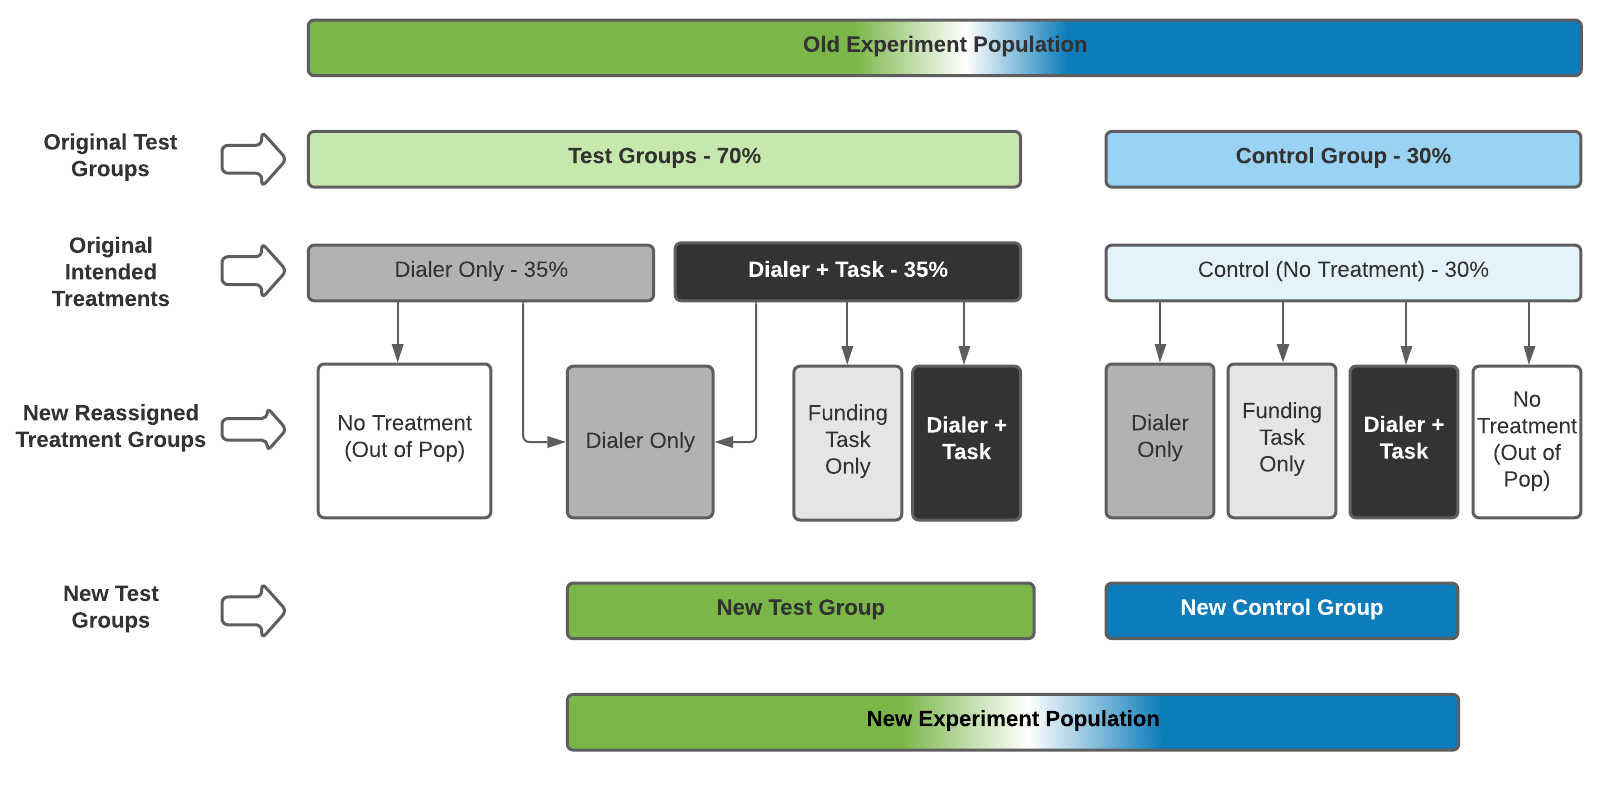 Old Experiment Population
Original Test
Groups
Test Groups - 70%
Control Group - 30%
Original
Intended
Treatments
Dialer Only - 35%
Dialer + Task - 35%
Control (No Treatment) - 30%
New Reassigned
Treatment Groups
No Treatment
(Out of Pop)
Dialer Only
Funding
Task
Only
Dialer +
Task
Dialer
Only
Funding
Task
Only
Dialer +
Task
No
Treatment
(Out of
Pop)
New Test
Groups
New Test Group
New Control Group
New Experiment Population